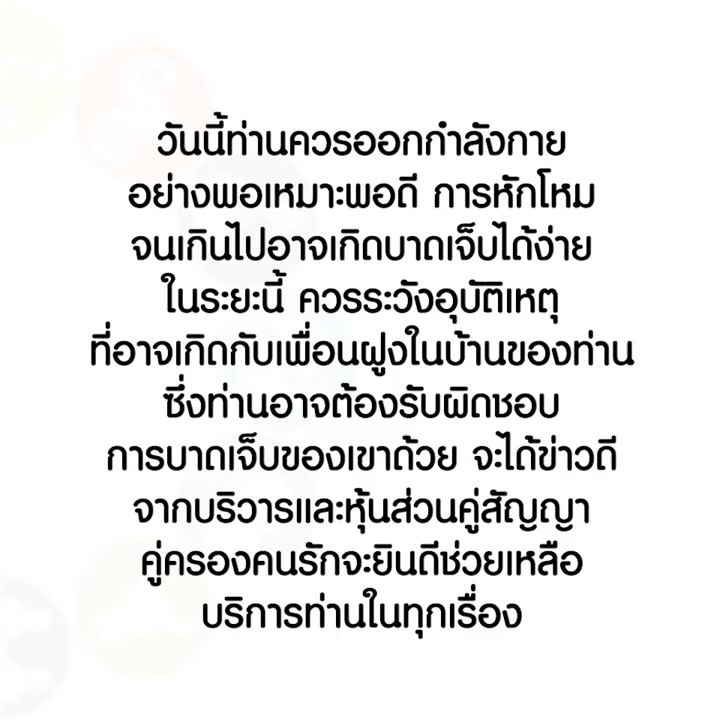 วันนี้ท่านควรออกกำลังกาย
อย่างพอเหมาะพอดี การหักโหม
จนเกินไปอาจเกิดบาดเจ็บได้ง่าย
ในระยะนี้ ควรระวังอุบัติเหตุ
ที่อาจเกิดกับเพื่อนฝูงในบ้านของท่าน
ซึ่งท่านอาจต้องรับผิดชอบ
การบาดเจ็บของเขาด้วย จะได้ข่าวดี
จากบริวารและหุ้นส่วนคู่สัญญา
คู่ครองคนรักจะยินดีช่วยเหลือ
บริการท่านในทุกเรื่อง